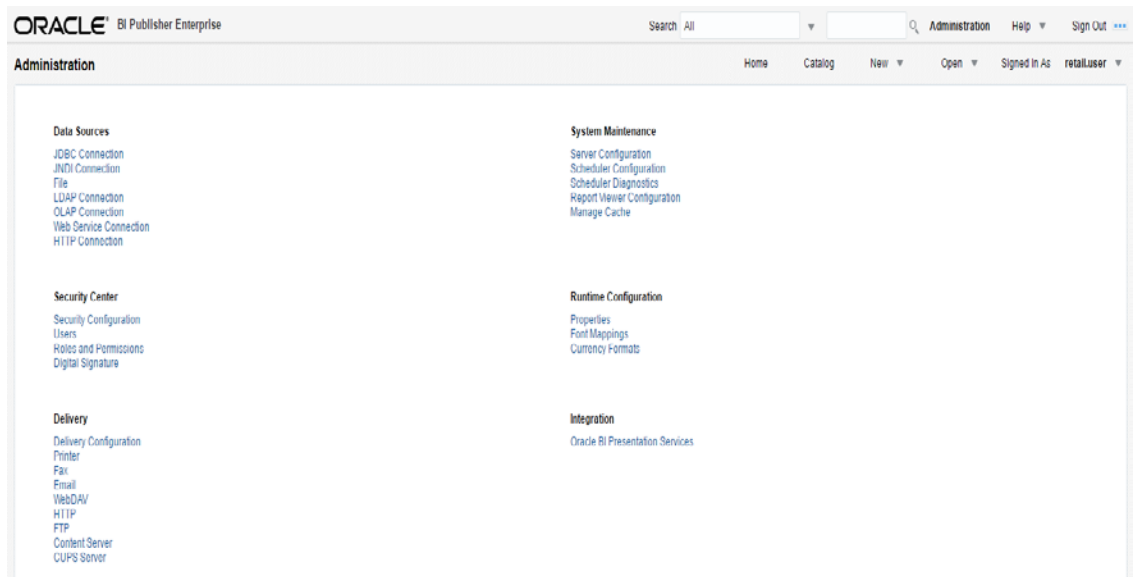 ORACLE® BI Publisher Enterprise Search All Administration Help Sign Out
Administration Home Catalog New Open Signed In As retail.user
Data Sources
JDBC Connection
JNDI Connection
File
LDAP Connection
OLAP Connection
Web Service Connection
HTTP Connection
System Maintenance
Server Configuration
Scheduler Configuration
Scheduler Diagnostics
Report Viewer Configuration
Manage Cache
Security Center
Security Configuration
Users
Roles and Permissions
Digital Signature
Runtime Configuration
Properties
Font Mappings
Currency Formats
Delivery
Delivery Configuration
Printer
Fax
Email
WebDAV
HTTP
FTP
Content Server
CUPS Server
Integration
Oracle BI Presentation Services